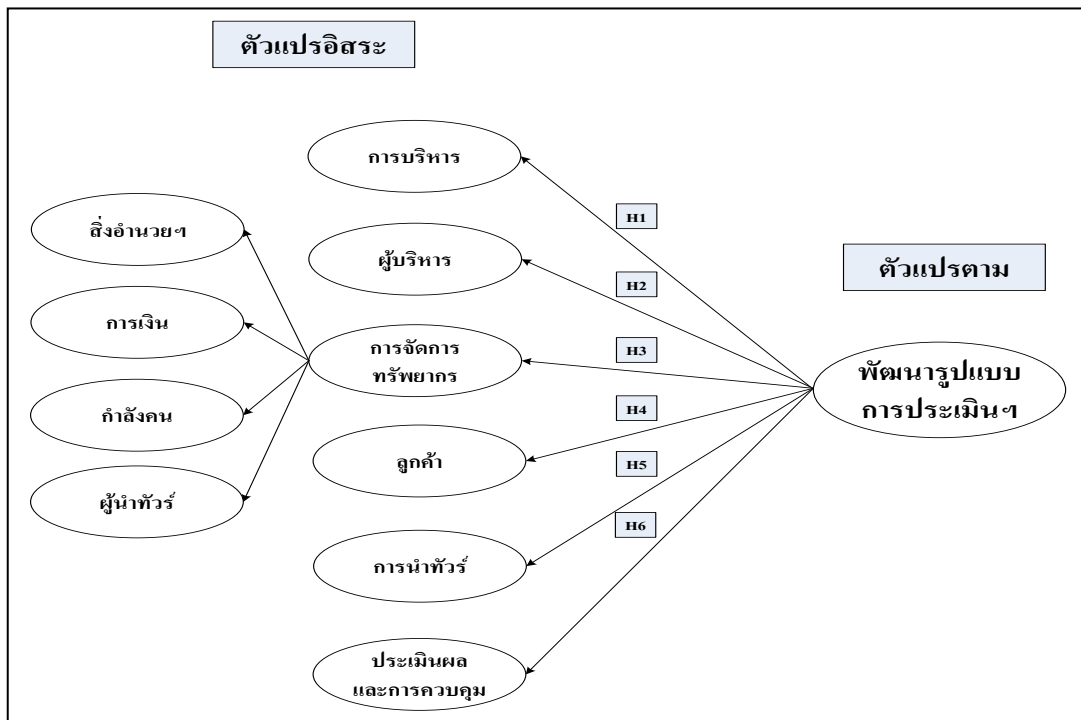 ตัวแปรอิสระ
การบริหาร
สิ่งอำนวยฯ
H1
ผู้บริหาร
ตัวแปรตาม
H2
การเงิน
การจัดการ
ทรัพยากร
H3
พัฒนารูปแบบ
การประเมินฯ
กำลังคน
H4
ลูกค้า
H5
ผู้นำทัวร์
H6
การนำทัวร์
ประเมินผล
และการควบคุม